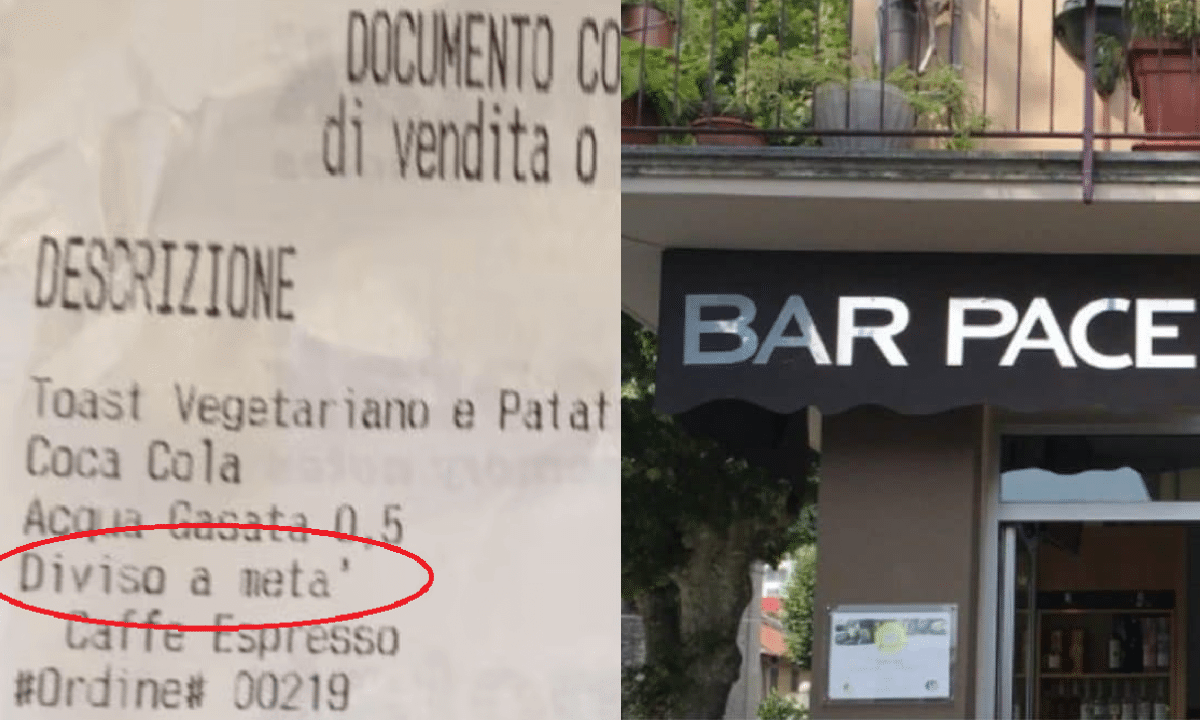 DOCUMENTO CO
di vendita o
DESCRIZIONE
Toast Vegetariano e Patat
Coca Cola
Acqua Gasata 0,5
Diviso a meta'
Caffe Espresso
#Ordine# 00219
BAR PACE